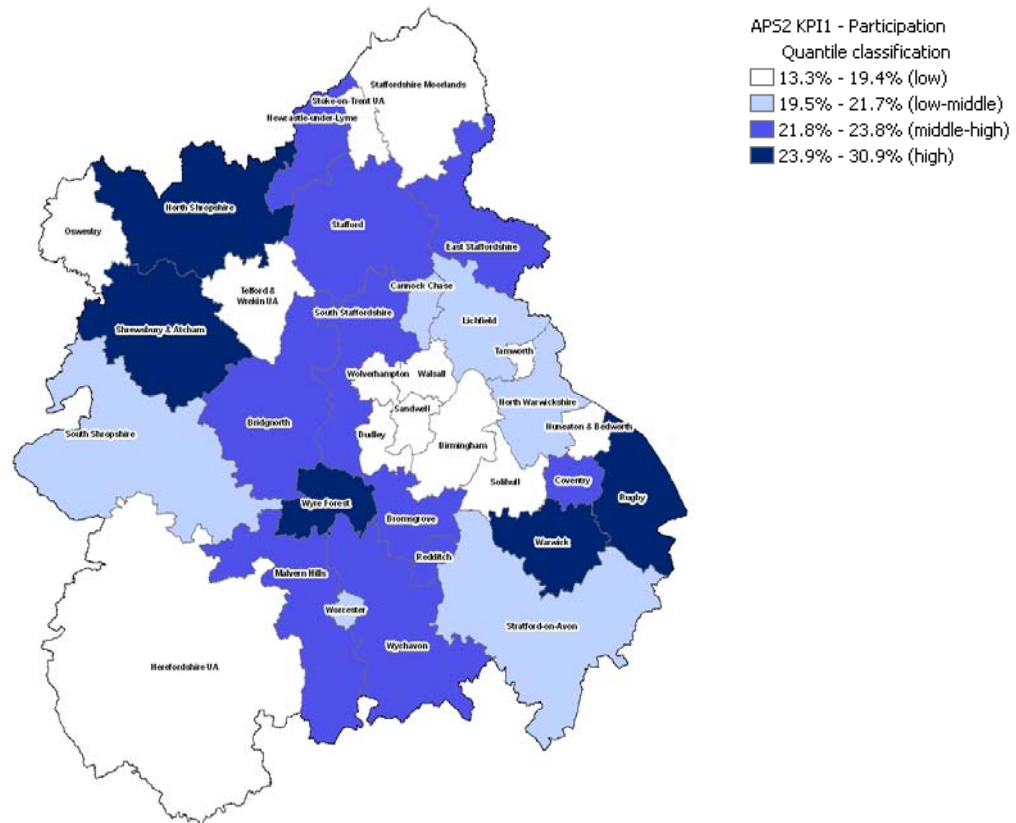 APS2 KPI1 - Participation
Quantile classification
13.3% - 19.4% (low)
19.5% - 21.7% (low-middle)
21.8% - 23.8% (middle-high)
23.9% - 30.9% (high)
Staffordshire Moorlands
Stoke-on-Trent UA
Newcastle-under-Lyme
North Shropshire
Stafford
Oswestry
East Staffordshire
Cannock Chase
Telford &
Wrekin UA
South Staffordshire
Lichfield
Shrewsbury & Atcham
Tamworth
Wolverhampton
Walsall
North Warwickshire
Sandwell
Bridgnorth
Nuneaton & Bedworth
South Shropshire
Dudley
Birmingham
Solihull
Coventry
Rugby
Wyre Forest
Bromsgrove
Warwick
Redditch
Malvern Hills
Worcester
Stratford-on-Avon
Wychavon
Herefordshire UA